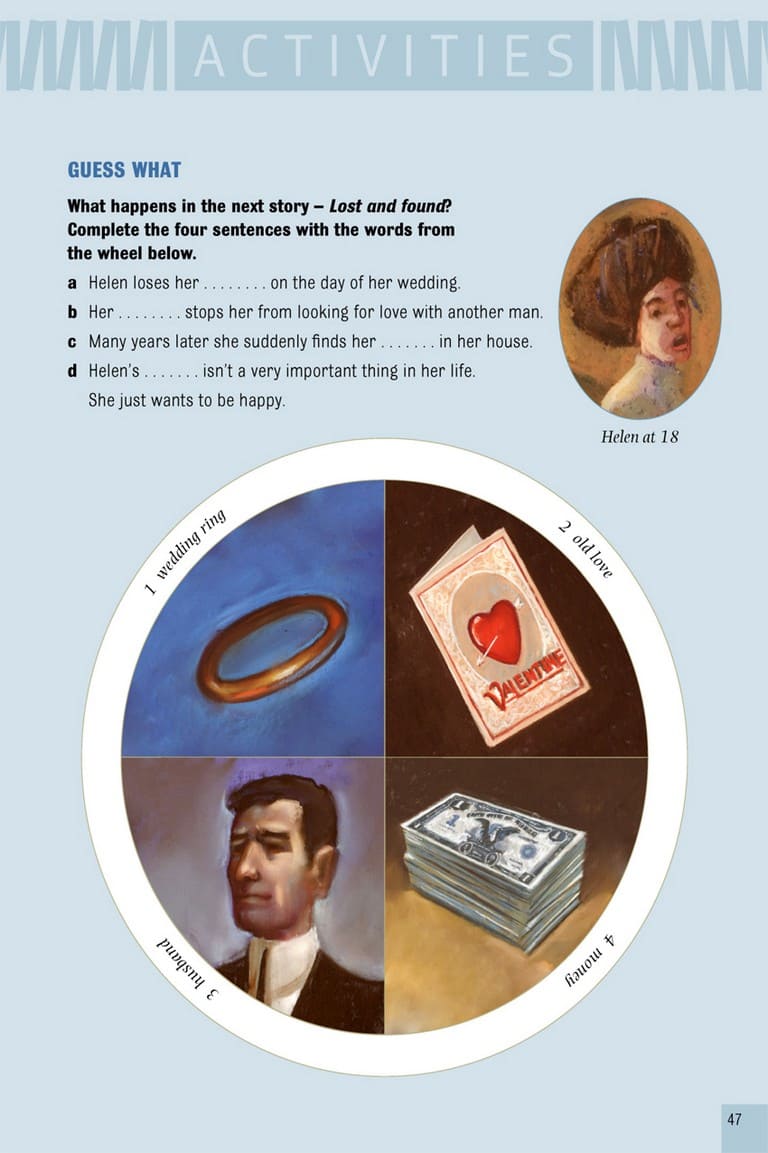 ACTIVITIES
GUESS WHAT
What happens in the next story – Lost and found?
Complete the four sentences with the words from
the wheel below.
a Helen loses her . . . . . . . . on the day of her wedding.
b Her . . . . . . . . stops her from looking for love with another man.
c Many years later she suddenly finds her . . . . . . . in her house.
d Helen's . . . . . . . isn't a very important thing in her life.
She just wants to be happy.
Helen at 18
1 wedding ring
2 old love
VALENTINE
3 husband
4 money
47